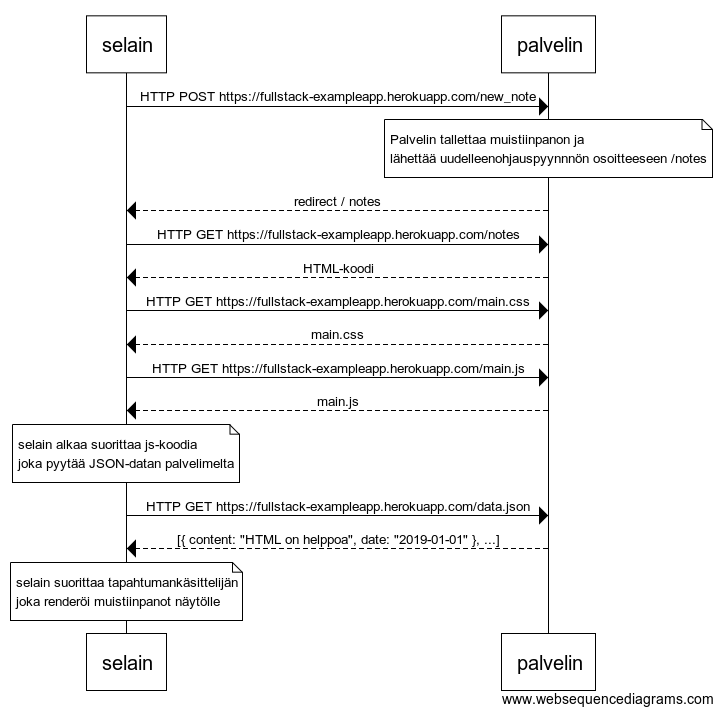 selain
palvelin
HTTP POST https://fullstack-exampleapp.herokuapp.com/new_note
Palvelin tallettaa muistiinpanon ja
lähettää uudelleenohjauspyynnnön osoitteeseen /notes
redirect / notes
HTTP GET https://fullstack-exampleapp.herokuapp.com/notes
HTML-koodi
HTTP GET https://fullstack-exampleapp.herokuapp.com/main.css
main.css
HTTP GET https://fullstack-exampleapp.herokuapp.com/main.js
main.js
selain alkaa suorittaa js-koodia
joka pyytää JSON-datan palvelimelta
HTTP GET https://fullstack-exampleapp.herokuapp.com/data.json
[{ content: "HTML on helppoa", date: "2019-01-01" }, ...]
selain suorittaa tapahtumankäsittelijän
joka renderöi muistiinpanot näytölle
selain
palvelin
www.websequencediagrams.com